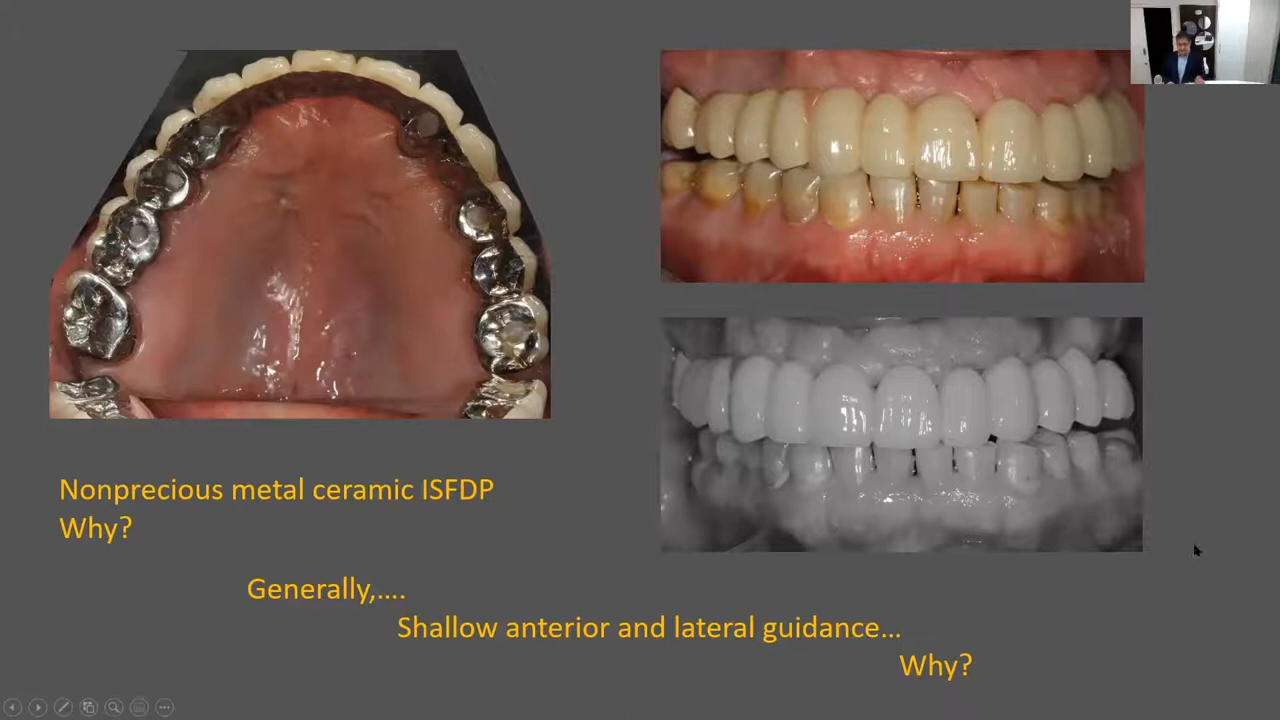 Nonprecious metal ceramic ISFDP
Why?
Generally,....
Shallow anterior and lateral guidance...
Why?